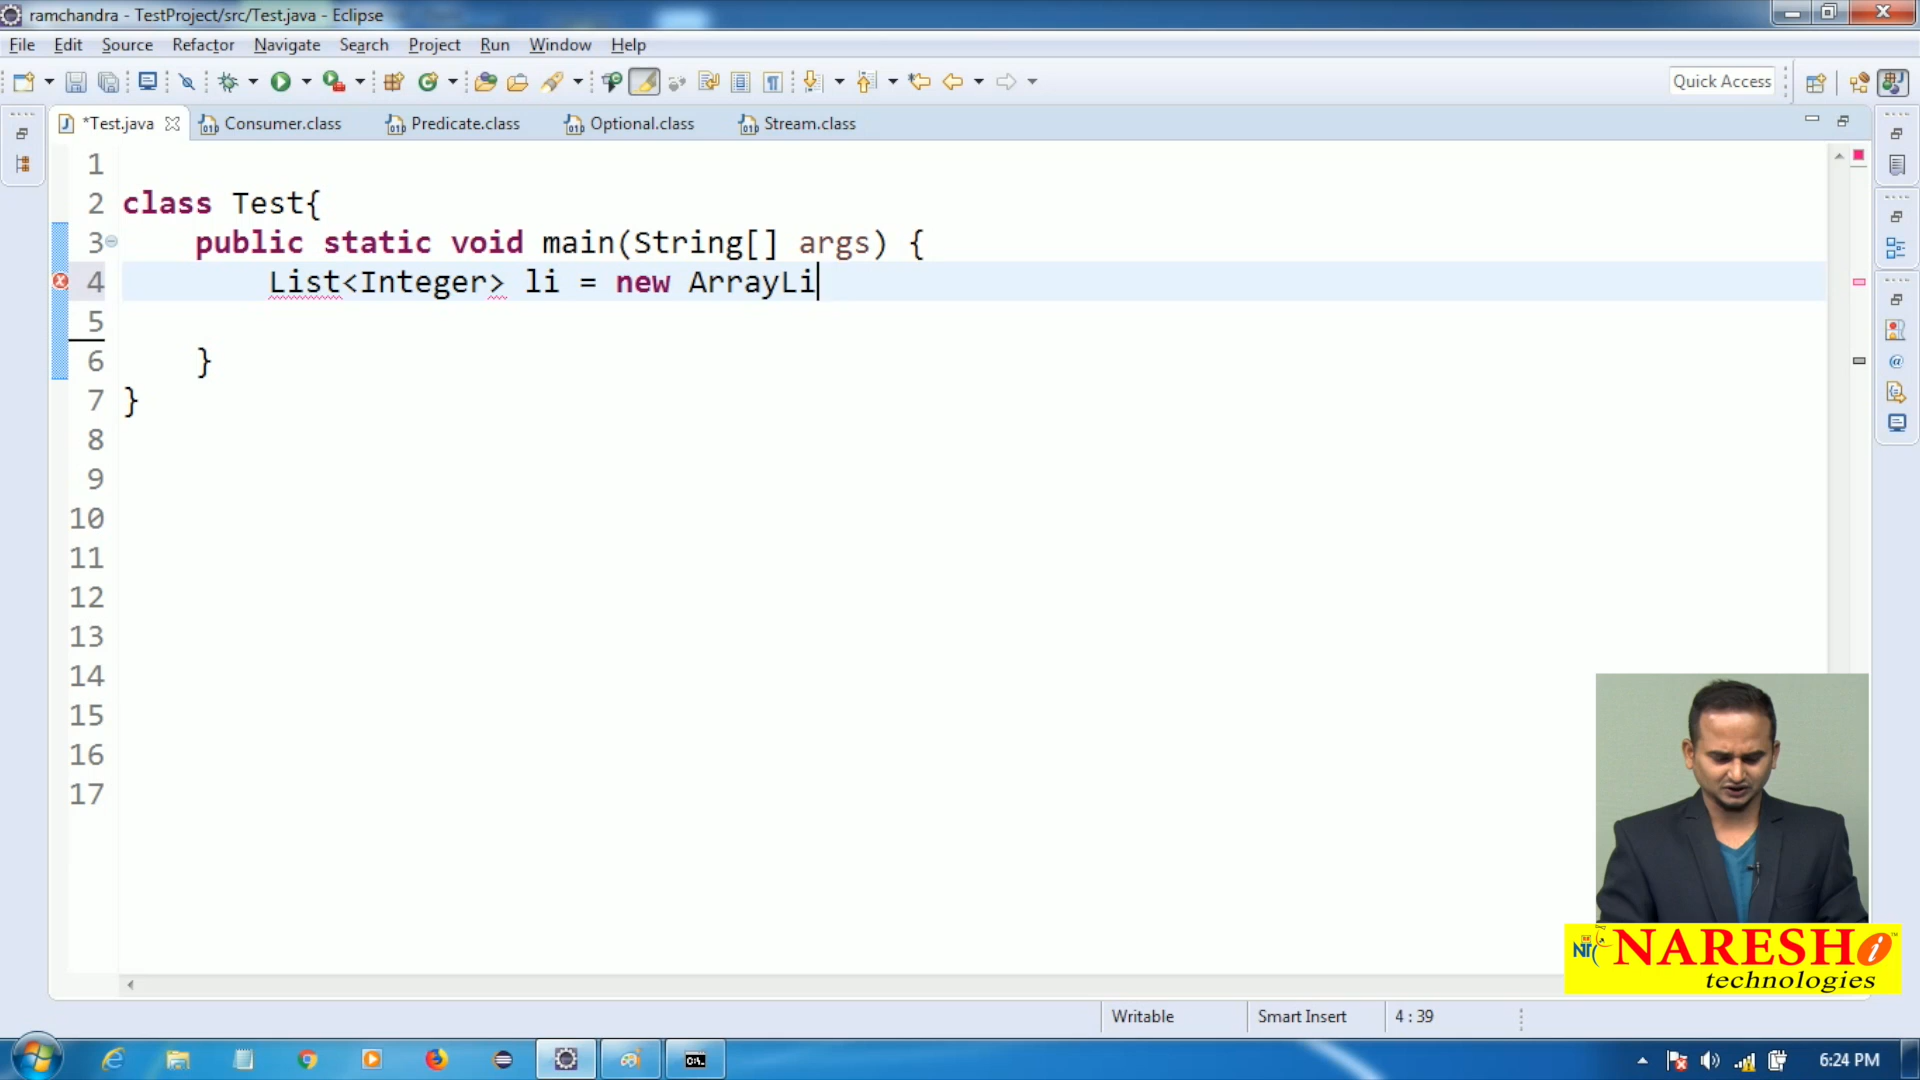 ramchandra - TestProject/src/Test.java - Eclipse
File Edit Source Refactor Navigate Search Project Run Window Help
Quick Access
*Test.java Consumer.class Predicate.class Optional.class Stream.class
1
2 class Test{
3 public static void main(String[] args) {
4 List<Integer> li = new ArrayLi
5
6 }
7 }
8
9
10
11
12
13
14
15
16
17
NARESH i
technologies
Writable Smart Insert 4 : 39
6:24 PM